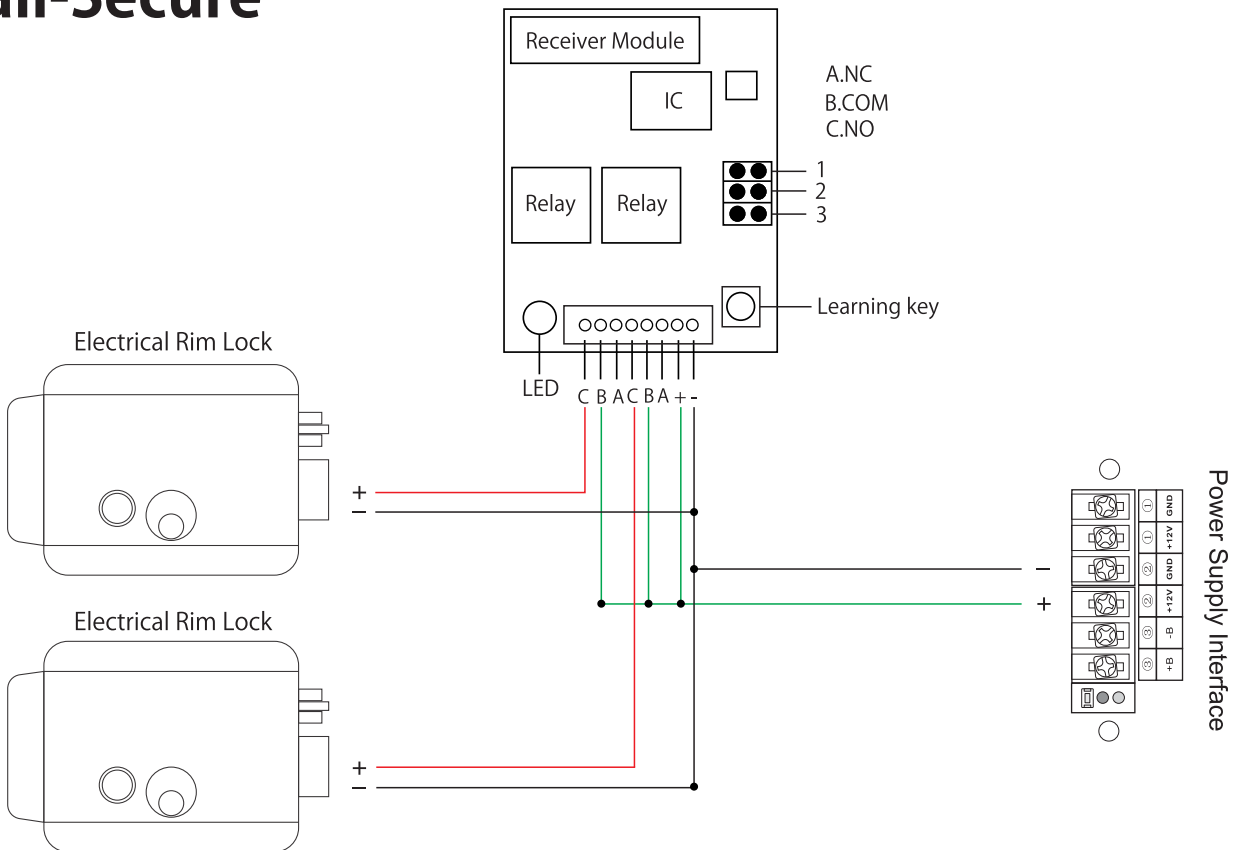 -Secure
Receiver Module
IC
A.NC
B.COM
C.NO
Relay
Relay
1
2
3
Learning key
LED
C B A C B A + -
Electrical Rim Lock
+
−
Electrical Rim Lock
+
−
−
+
① GND
① +12V
② GND
② +12V
③ -B
③ +B
Power Supply Interface